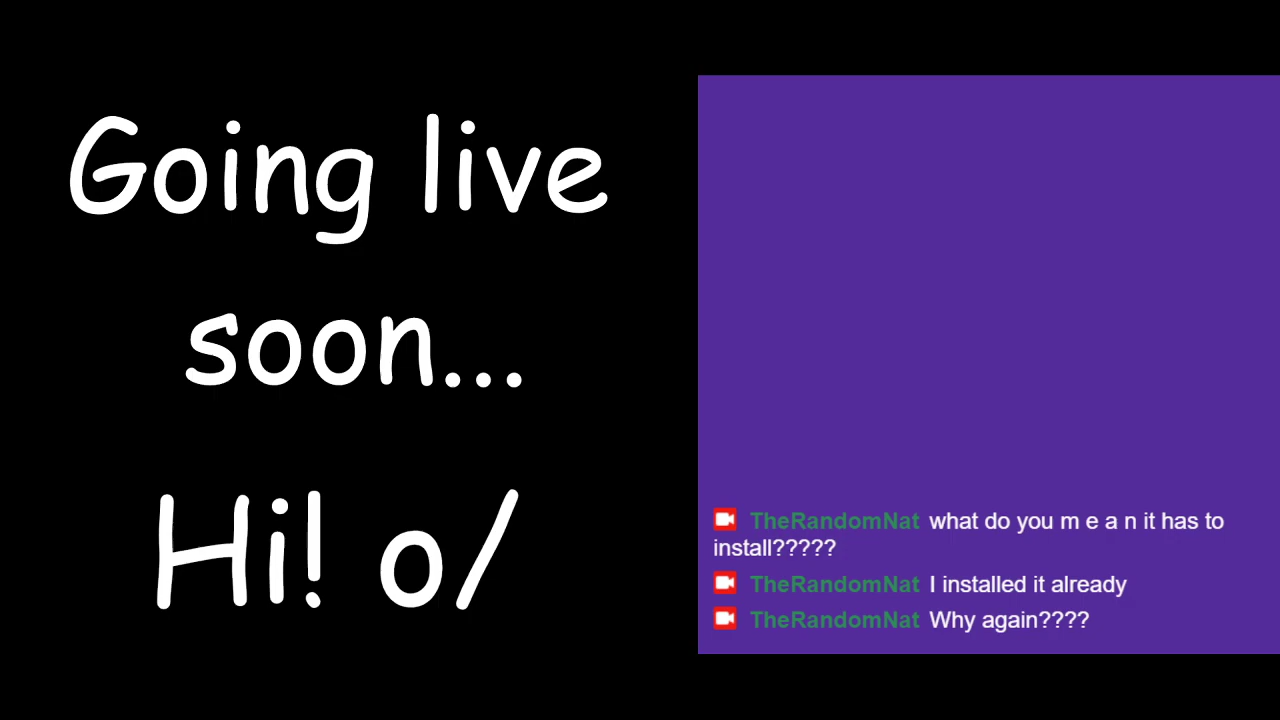 Going live
soon...
Hi! o/
TheRandomNat what do you m e a n it has to
install?????
TheRandomNat I installed it already
TheRandomNat Why again????